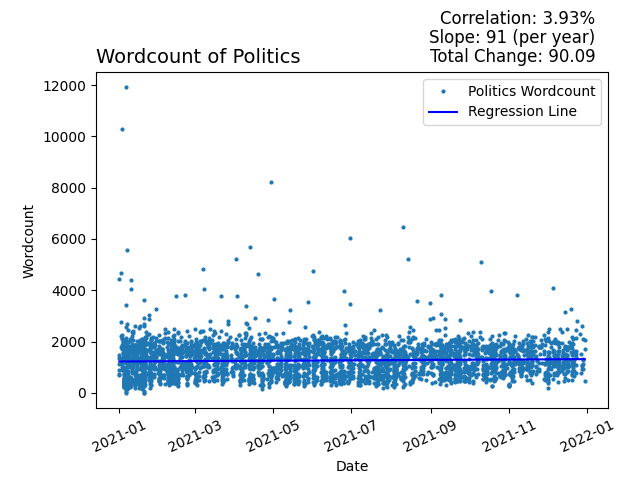 Correlation: 3.93%
Slope: 91 (per year)
Total Change: 90.09
Wordcount of Politics
Politics Wordcount
Regression Line
12000
10000
8000
6000
4000
2000
0
Wordcount
2021-01
2021-03
2021-05
2021-07
2021-09
2021-11
2022-01
Date